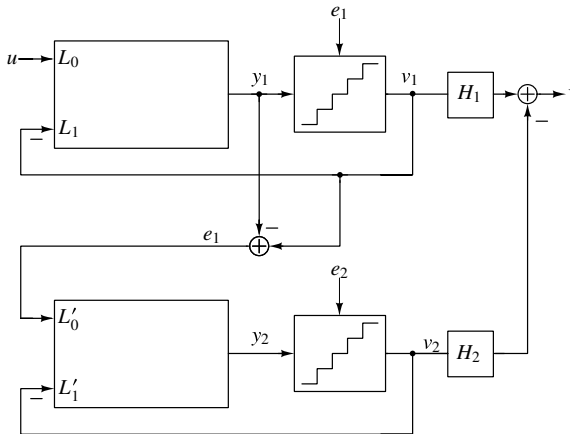 e₁
u L₀ y₁ v₁ H₁
L₁
e₁
e₂
L′₀
y₂ v₂ H₂
L′₁